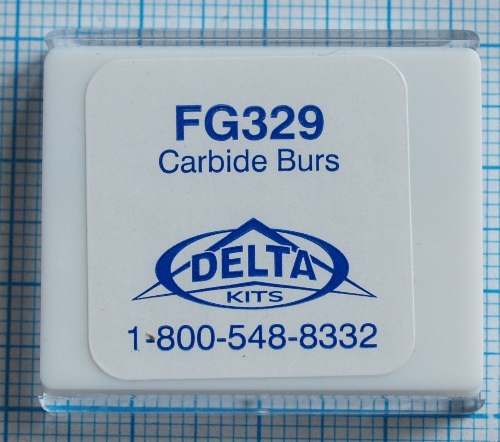 FG329
Carbide Burs
DELTA
KITS
1-800-548-8332